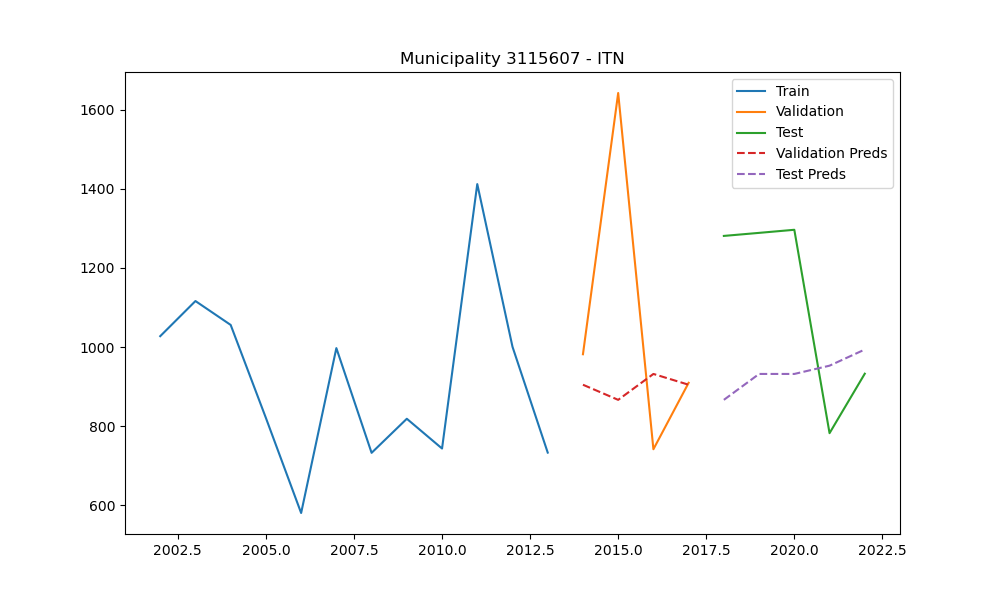 Municipality 3115607 - ITN
Train
Validation
Test
Validation Preds
Test Preds
1600
1400
1200
1000
800
600
2002.5 2005.0 2007.5 2010.0 2012.5 2015.0 2017.5 2020.0 2022.5